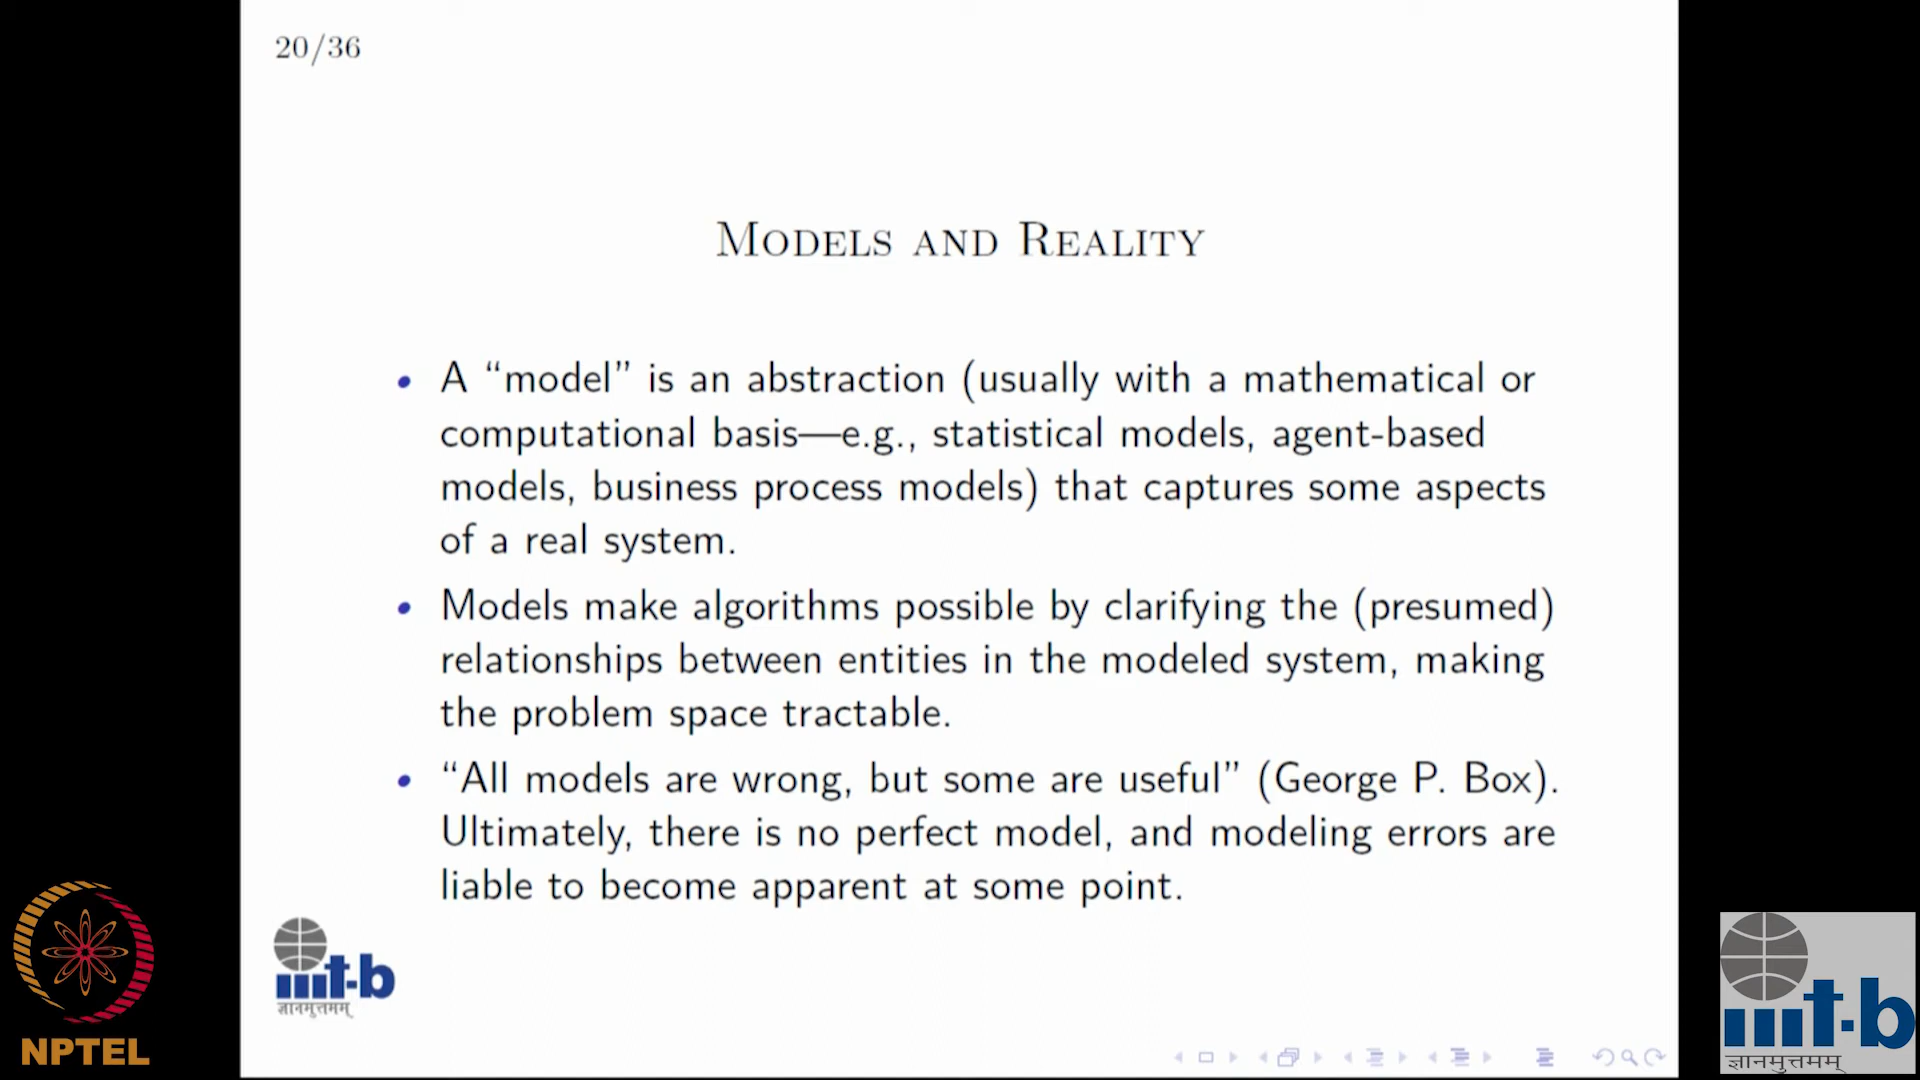 20/36
Models and Reality
• A “model” is an abstraction (usually with a mathematical or
computational basis—e.g., statistical models, agent-based
models, business process models) that captures some aspects
of a real system.
• Models make algorithms possible by clarifying the (presumed)
relationships between entities in the modeled system, making
the problem space tractable.
• “All models are wrong, but some are useful” (George P. Box).
Ultimately, there is no perfect model, and modeling errors are
liable to become apparent at some point.
iiit-b
ज्ञानमुत्तमम्
NPTEL
iiit-b
ज्ञानमुत्तमम्